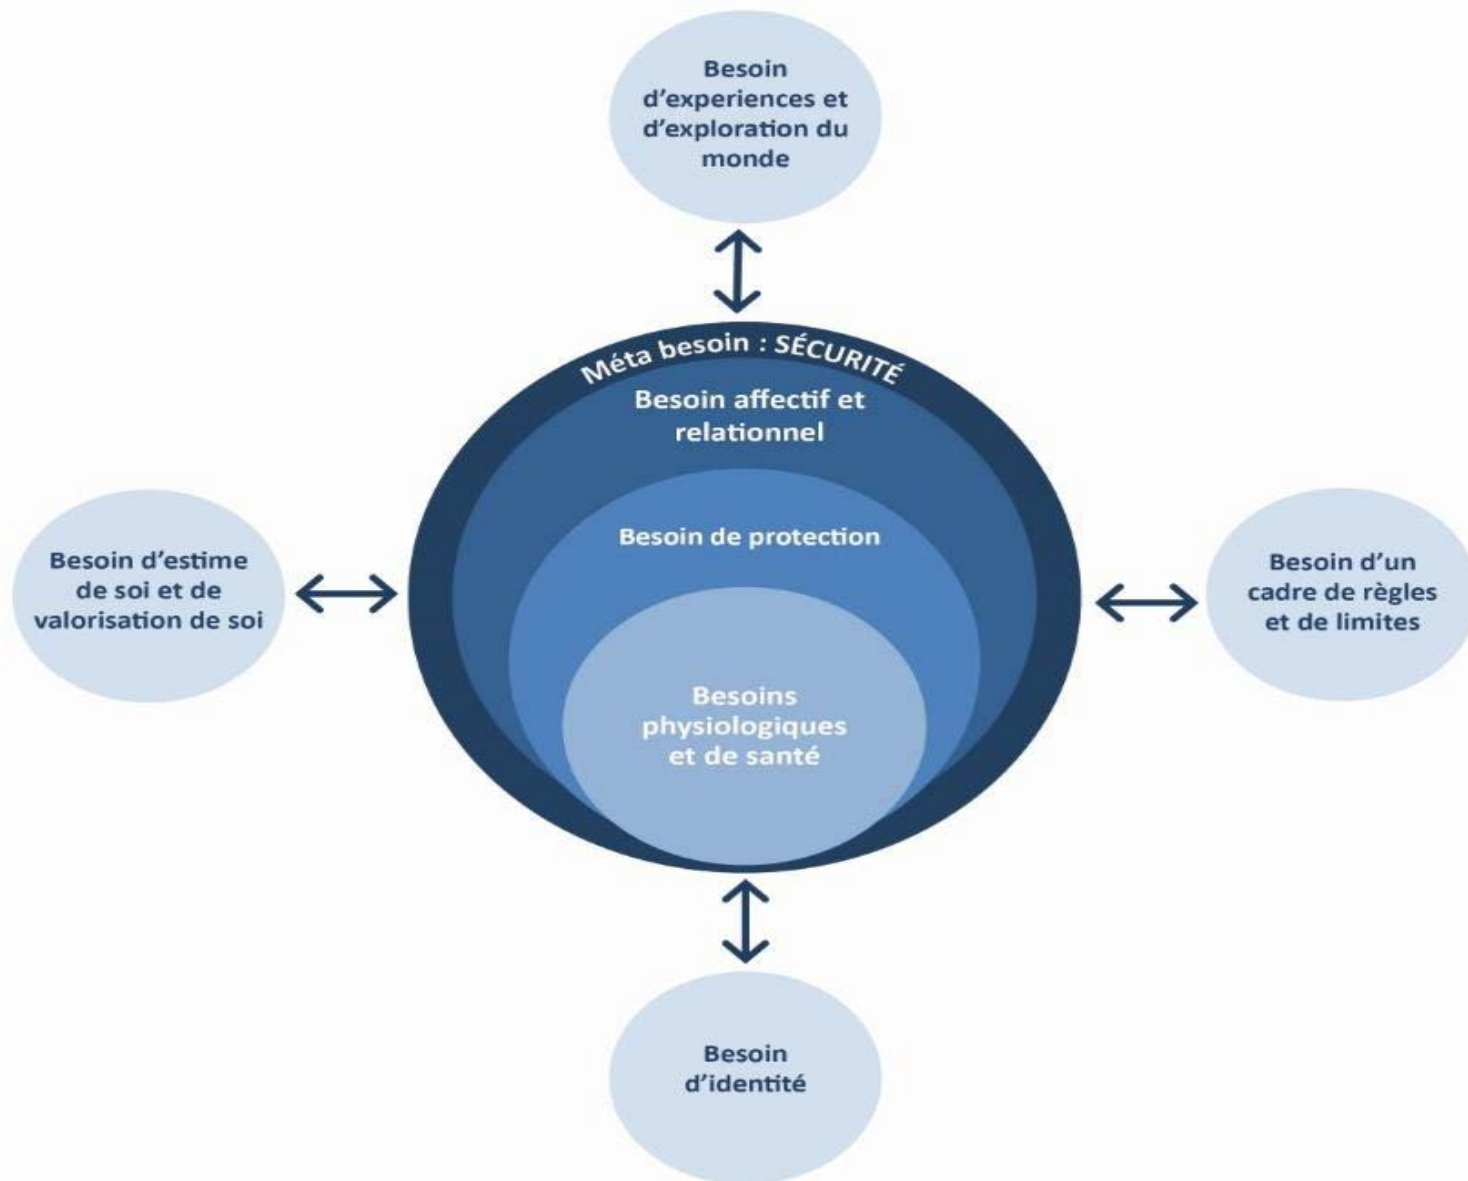 Besoin
d'experiences et
d'exploration du
monde
Méta besoin : SÉCURITÉ
Besoin affectif et
relationnel
Besoin de protection
Besoins
physiologiques
et de santé
Besoin d'estime
de soi et de
valorisation de soi
Besoin d'un
cadre de règles
et de limites
Besoin
d'identité